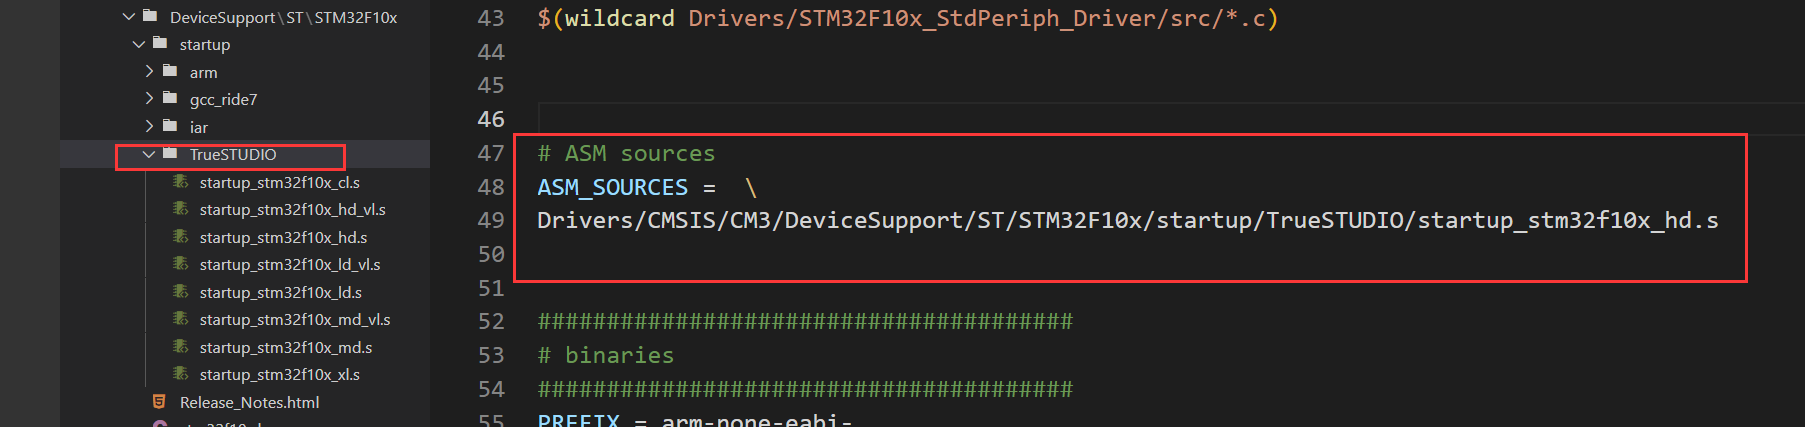 DeviceSupport\ST\STM32F10x
startup
arm
gcc_ride7
iar
TrueSTUDIO
startup_stm32f10x_cl.s
startup_stm32f10x_hd_vl.s
startup_stm32f10x_hd.s
startup_stm32f10x_ld_vl.s
startup_stm32f10x_ld.s
startup_stm32f10x_md_vl.s
startup_stm32f10x_md.s
startup_stm32f10x_xl.s
Release_Notes.html
43 $(wildcard Drivers/STM32F10x_StdPeriph_Driver/src/*.c)
44
45
46
47 # ASM sources
48 ASM_SOURCES =  \
49 Drivers/CMSIS/CM3/DeviceSupport/ST/STM32F10x/startup/TrueSTUDIO/startup_stm32f10x_hd.s
50
51
52 #######################################
53 # binaries
54 #######################################
55 PREFIX = arm-none-eabi-